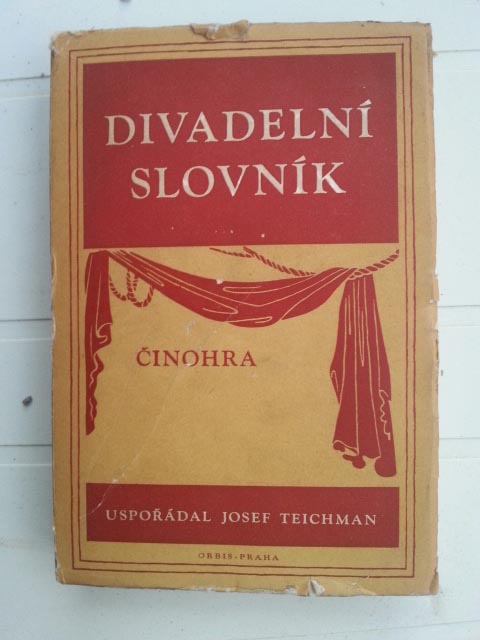 DIVADELNÍ
SLOVNÍK
ČINOHRA
USPOŘÁDAL JOSEF TEICHMAN
ORBIS-PRAHA